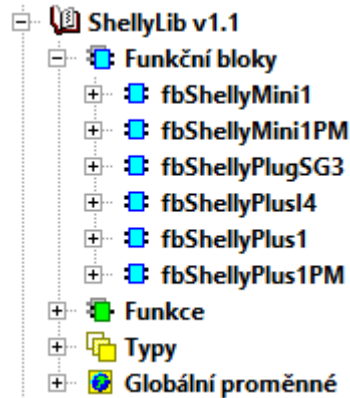 ShellyLib v1.1
Funkční bloky
fbShellyMini1
fbShellyMini1PM
fbShellyPlugSG3
fbShellyPlusI4
fbShellyPlus1
fbShellyPlus1PM
Funkce
Typy
Globální proměnné